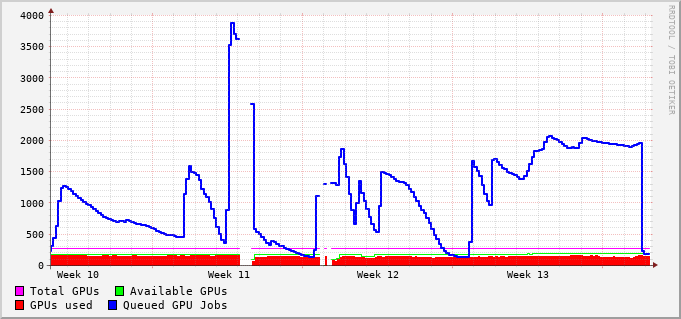 4000
3500
3000
2500
2000
1500
1000
500
0
Week 10 Week 11 Week 12 Week 13
Total GPUs Available GPUs
GPUs used Queued GPU Jobs
RRDTOOL / TOBI OETIKER